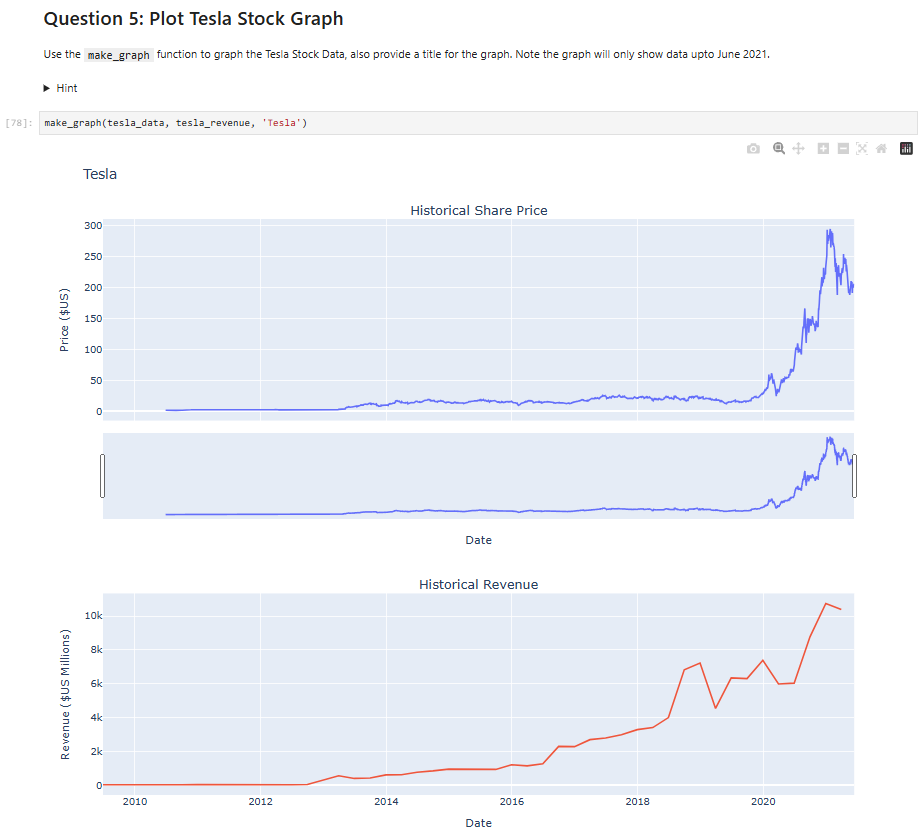 Question 5: Plot Tesla Stock Graph
Use the make_graph function to graph the Tesla Stock Data, also provide a title for the graph. Note the graph will only show data upto June 2021.
Hint
[78]: make_graph(tesla_data, tesla_revenue, 'Tesla')
Tesla
Historical Share Price
300
250
200
150
100
50
0
Price ($US)
Date
Historical Revenue
10k
8k
6k
4k
2k
0
Revenue ($US Millions)
2010 2012 2014 2016 2018 2020
Date